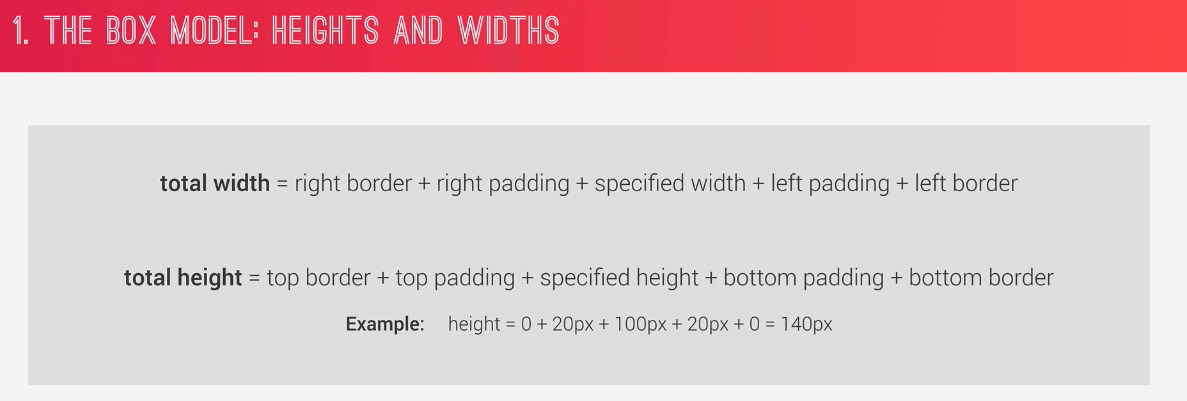 1. THE BOX MODEL: HEIGHTS AND WIDTHS
total width = right border + right padding + specified width + left padding + left border
total height = top border + top padding + specified height + bottom padding + bottom border
Example: height = 0 + 20px + 100px + 20px + 0 = 140px